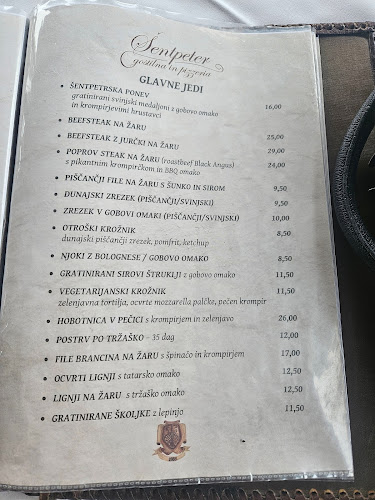 Šentpeter
gostilna in pizzeria
GLAVNE JEDI
• ŠENTPETRSKA PONEV
gratinirani svinjski medaljoni z gobovo omako 16,00
in krompirjevimi hrustavci
• BEEFSTEAK NA ŽARU 25,00
• BEEFSTEAK Z JURČKI NA ŽARU 29,00
• POPROV STEAK NA ŽARU (roastbeef Black Angus) 24,00
s pikantnim krompirčkom in BBQ omako
• PIŠČANČJI FILE NA ŽARU S ŠUNKO IN SIROM 9,50
• DUNAJSKI ZREZEK (PIŠČANČJI/SVINJSKI) 9,50
• ZREZEK V GOBOVI OMAKI (PIŠČANČJI/SVINJSKI) 10,00
• OTROŠKI KROŽNIK 8,50
dunajski piščančji zrezek, pomfrit, ketchup
• NJOKI Z BOLOGNESE / GOBOVO OMAKO 8,50
• GRATINIRANI SIROVI ŠTRUKLJI z gobovo omako 11,50
• VEGETARIJANSKI KROŽNIK 11,50
zelenjavna tortilja, ocvrte mozzarella palčke, pečen krompir
• HOBOTNICA V PEČICI s krompirjem in zelenjavo 26,00
• POSTRV PO TRŽAŠKO - 35 dag 12,00
• FILE BRANCINA NA ŽARU s špinačo in krompirjem 17,00
• OCVRTI LIGNJI s tatarsko omako 12,50
• LIGNJI NA ŽARU s tržaško omako 12,50
• GRATINIRANE ŠKOLJKE z lepinjo 11,50